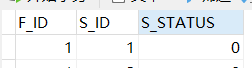 F_ID S_ID S_STATUS
1 1 0